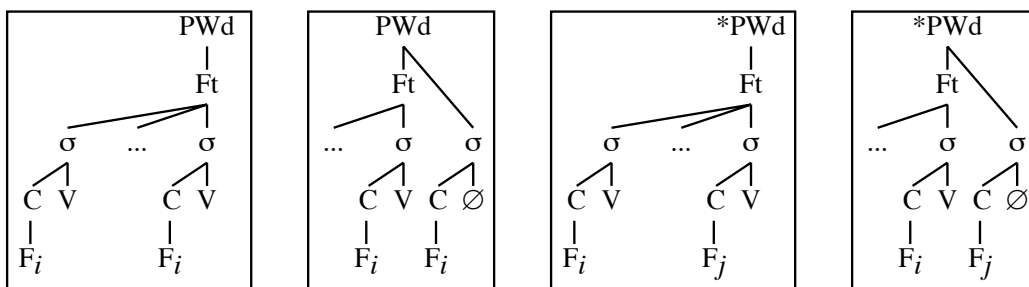 PWd PWd *PWd *PWd
Ft Ft Ft Ft
σ ... σ ... σ σ σ ... σ ... σ σ
C V C V C V C ∅ C V C V C V C ∅
F𝑖 F𝑖 F𝑖 F𝑖 F𝑖 F𝑗 F𝑖 F𝑗